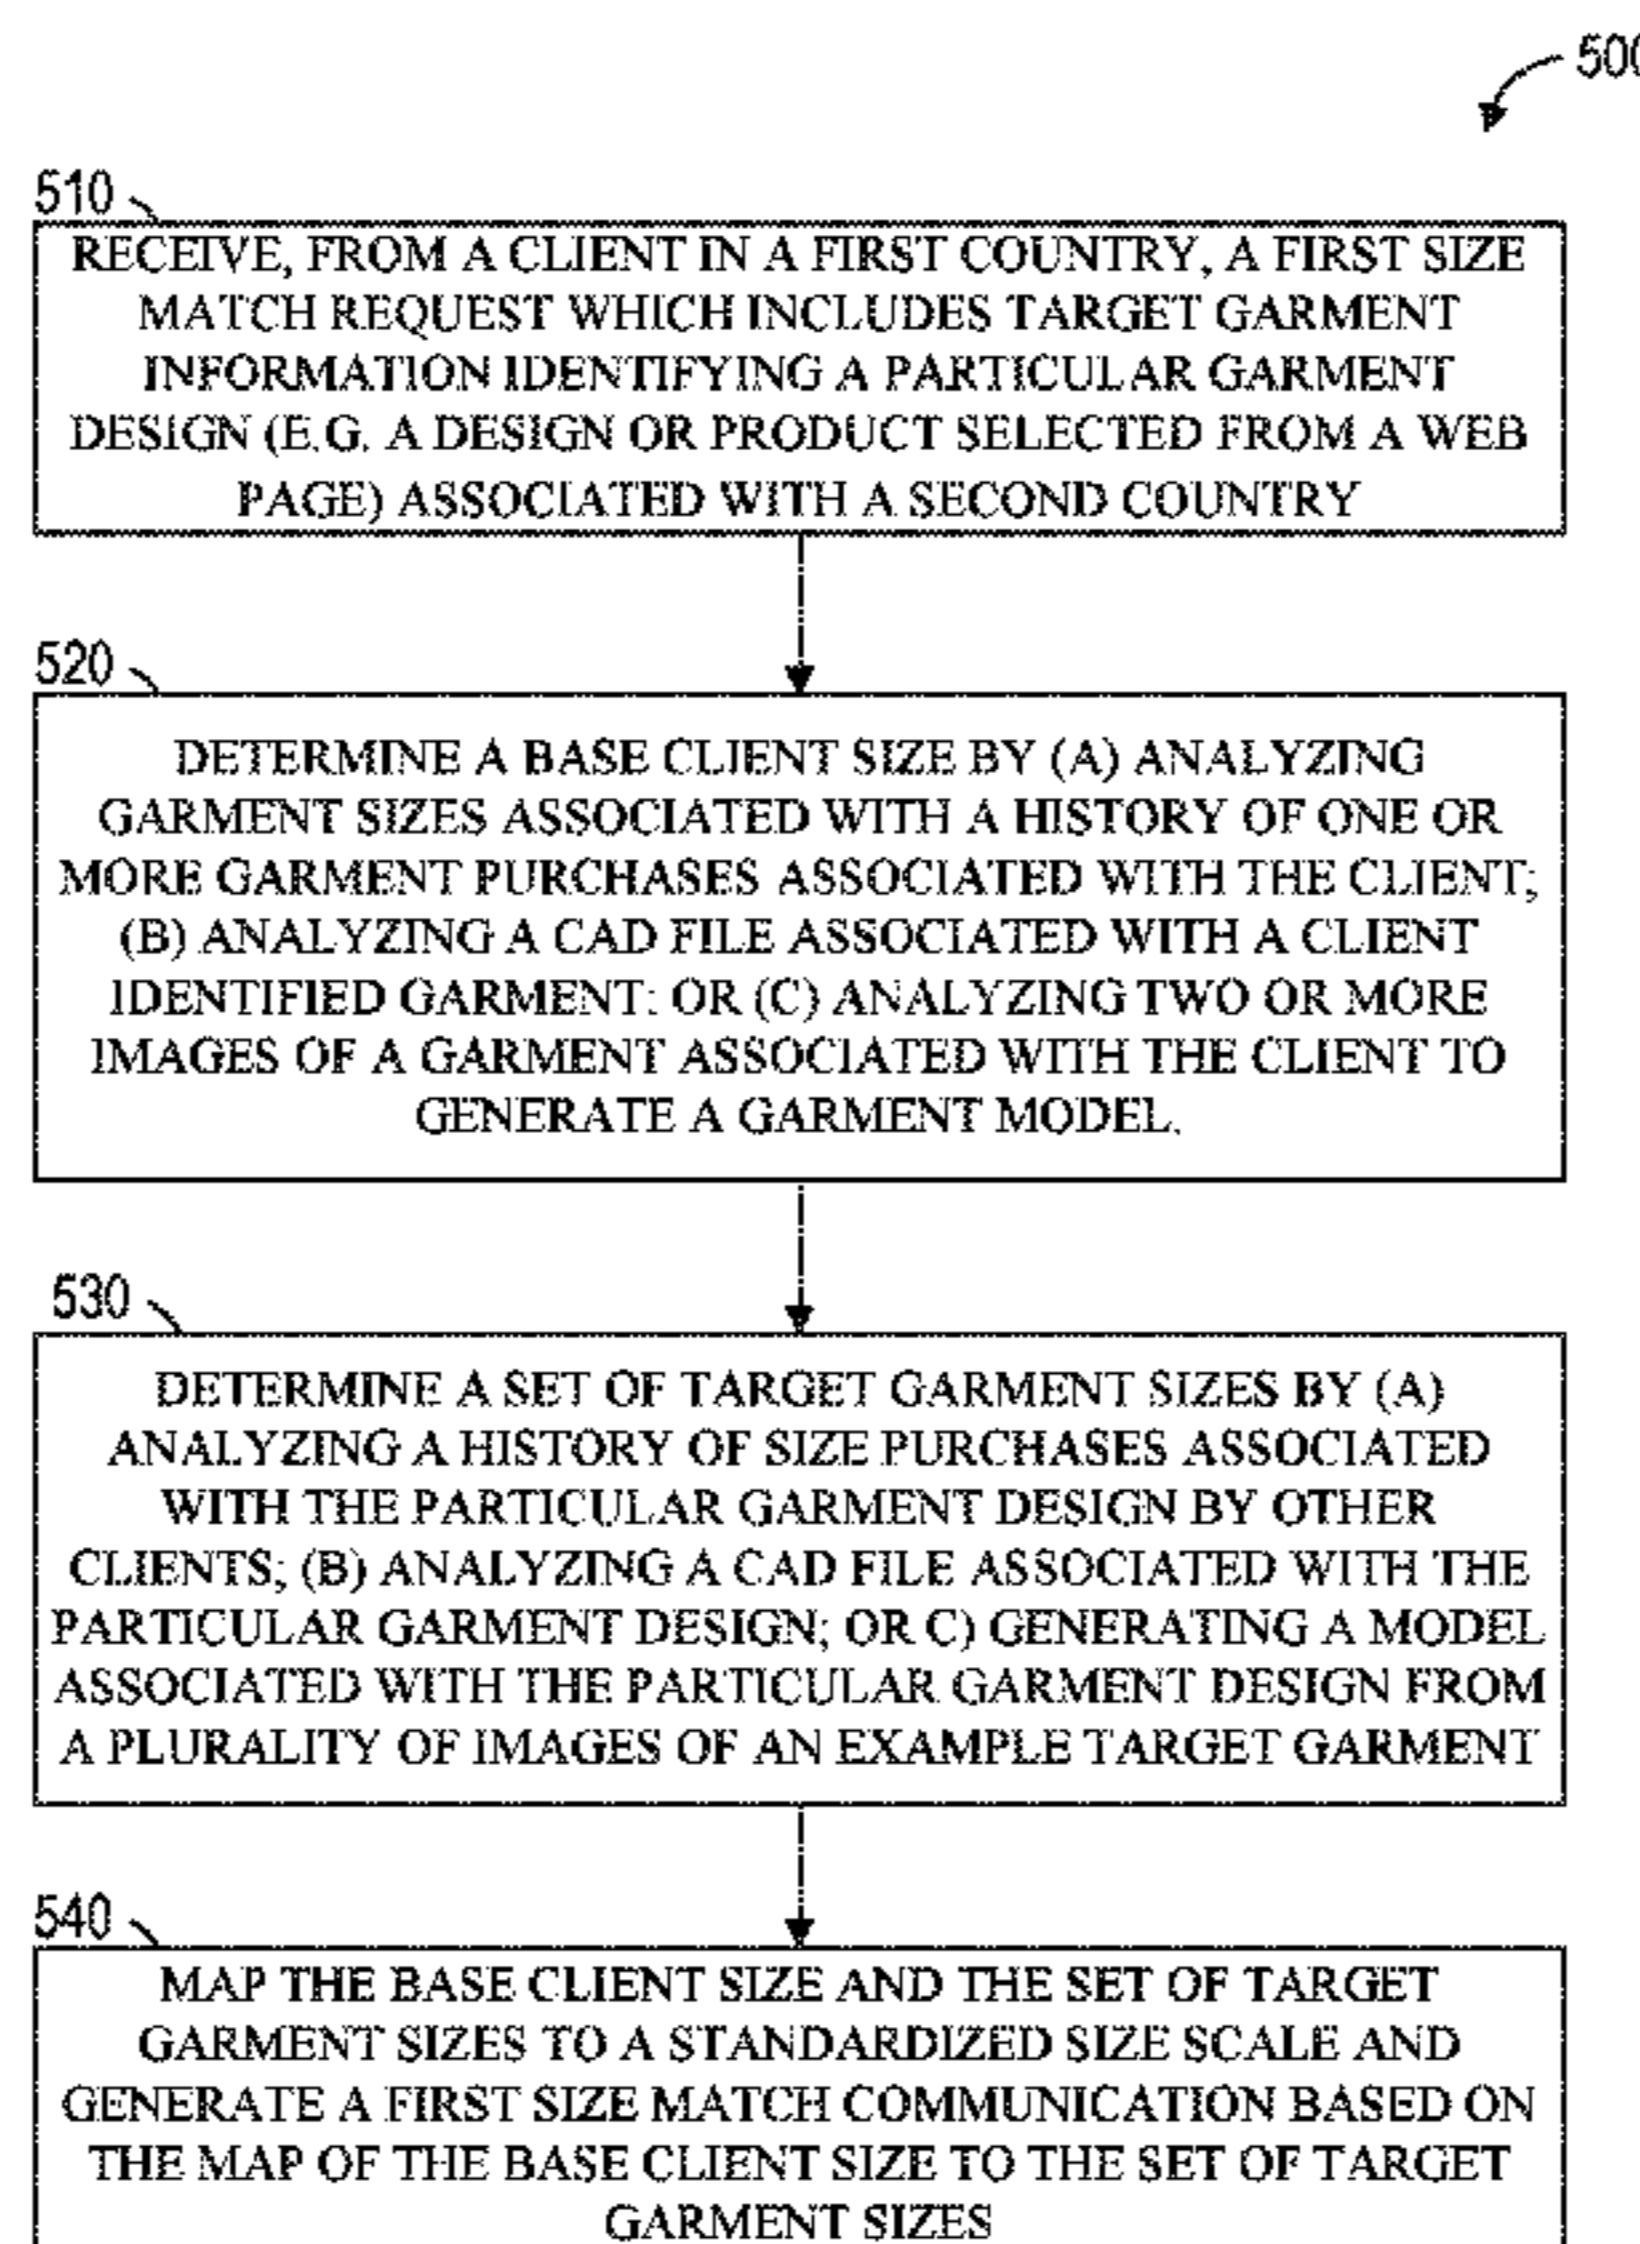 500
510
RECEIVE, FROM A CLIENT IN A FIRST COUNTRY, A FIRST SIZE
MATCH REQUEST WHICH INCLUDES TARGET GARMENT
INFORMATION IDENTIFYING A PARTICULAR GARMENT
DESIGN (E.G. A DESIGN OR PRODUCT SELECTED FROM A WEB
PAGE) ASSOCIATED WITH A SECOND COUNTRY
520
DETERMINE A BASE CLIENT SIZE BY (A) ANALYZING
GARMENT SIZES ASSOCIATED WITH A HISTORY OF ONE OR
MORE GARMENT PURCHASES ASSOCIATED WITH THE CLIENT;
(B) ANALYZING A CAD FILE ASSOCIATED WITH A CLIENT
IDENTIFIED GARMENT: OR (C) ANALYZING TWO OR MORE
IMAGES OF A GARMENT ASSOCIATED WITH THE CLIENT TO
GENERATE A GARMENT MODEL.
530
DETERMINE A SET OF TARGET GARMENT SIZES BY (A)
ANALYZING A HISTORY OF SIZE PURCHASES ASSOCIATED
WITH THE PARTICULAR GARMENT DESIGN BY OTHER
CLIENTS; (B) ANALYZING A CAD FILE ASSOCIATED WITH THE
PARTICULAR GARMENT DESIGN; OR C) GENERATING A MODEL
ASSOCIATED WITH THE PARTICULAR GARMENT DESIGN FROM
A PLURALITY OF IMAGES OF AN EXAMPLE TARGET GARMENT
540
MAP THE BASE CLIENT SIZE AND THE SET OF TARGET
GARMENT SIZES TO A STANDARDIZED SIZE SCALE AND
GENERATE A FIRST SIZE MATCH COMMUNICATION BASED ON
THE MAP OF THE BASE CLIENT SIZE TO THE SET OF TARGET
GARMENT SIZES